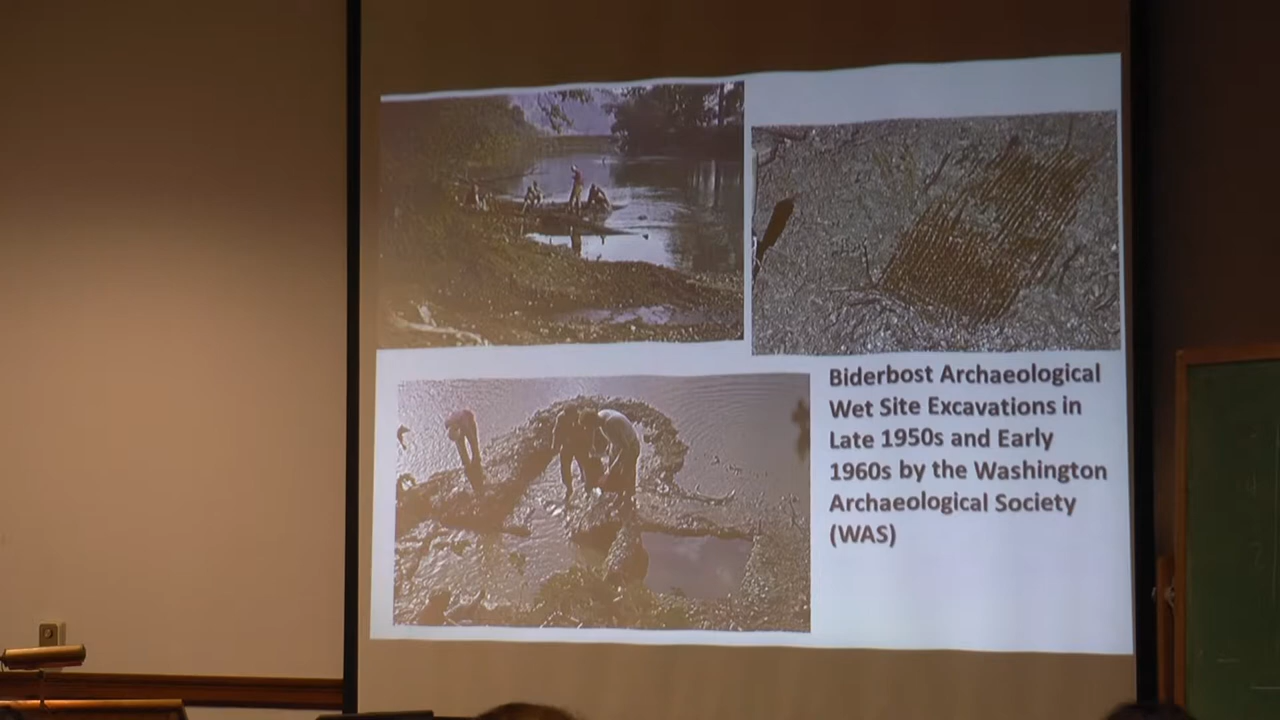 Biderbost Archaeological
Wet Site Excavations in
Late 1950s and Early
1960s by the Washington
Archaeological Society
(WAS)